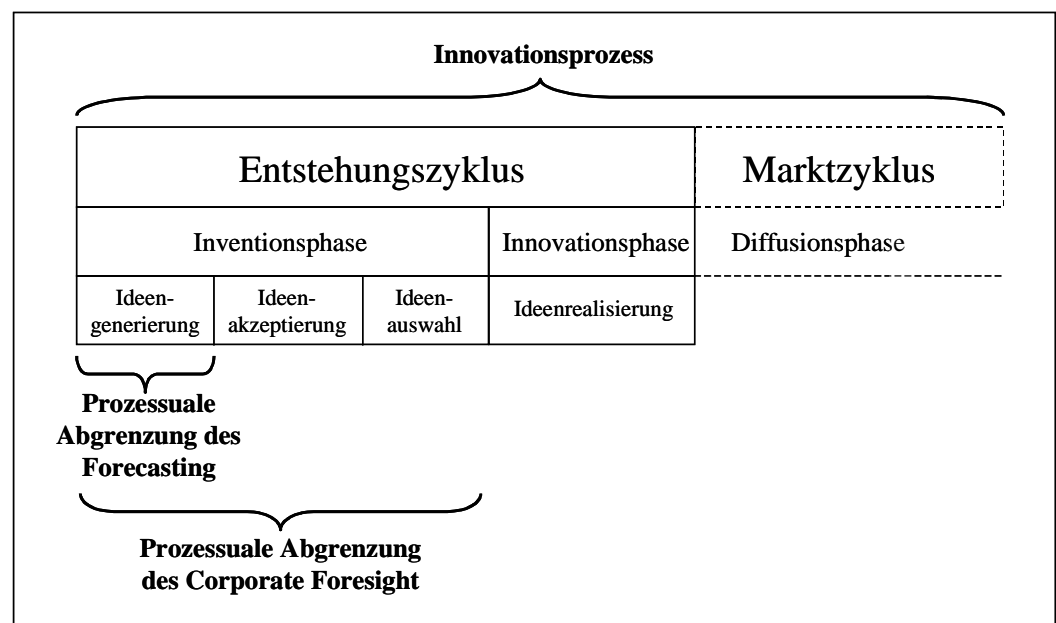 Innovationsprozess
Entstehungszyklus
Marktzyklus
Inventionsphase
Innovationsphase
Diffusionsphase
Ideen-
generierung
Ideen-
akzeptierung
Ideen-
auswahl
Ideenrealisierung
Prozessuale
Abgrenzung des
Forecasting
Prozessuale Abgrenzung
des Corporate Foresight